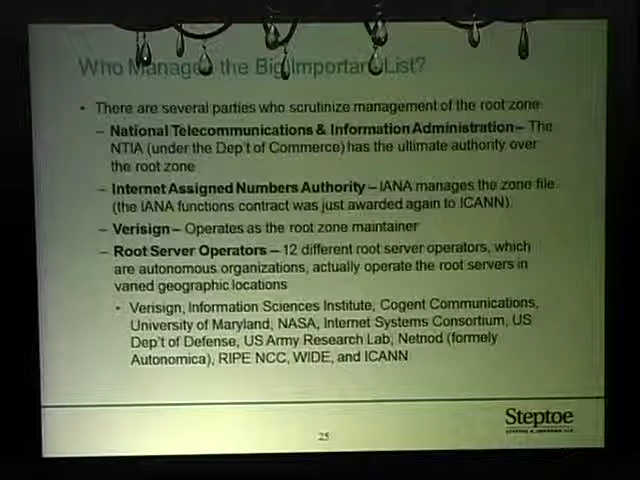 Who Manages the Big Important List?
• There are several parties who scrutinize management of the root zone
– National Telecommunications & Information Administration – The
NTIA (under the Dep't of Commerce) has the ultimate authority over
the root zone
– Internet Assigned Numbers Authority – IANA manages the zone file
(the IANA functions contract was just awarded again to ICANN).
– Verisign – Operates as the root zone maintainer
– Root Server Operators – 12 different root server operators, which
are autonomous organizations, actually operate the root servers in
varied geographic locations
• Verisign, Information Sciences Institute, Cogent Communications,
University of Maryland, NASA, Internet Systems Consortium, US
Dep't of Defense, US Army Research Lab, Netnod (formely
Autonomica), RIPE NCC, WIDE, and ICANN
Steptoe
25